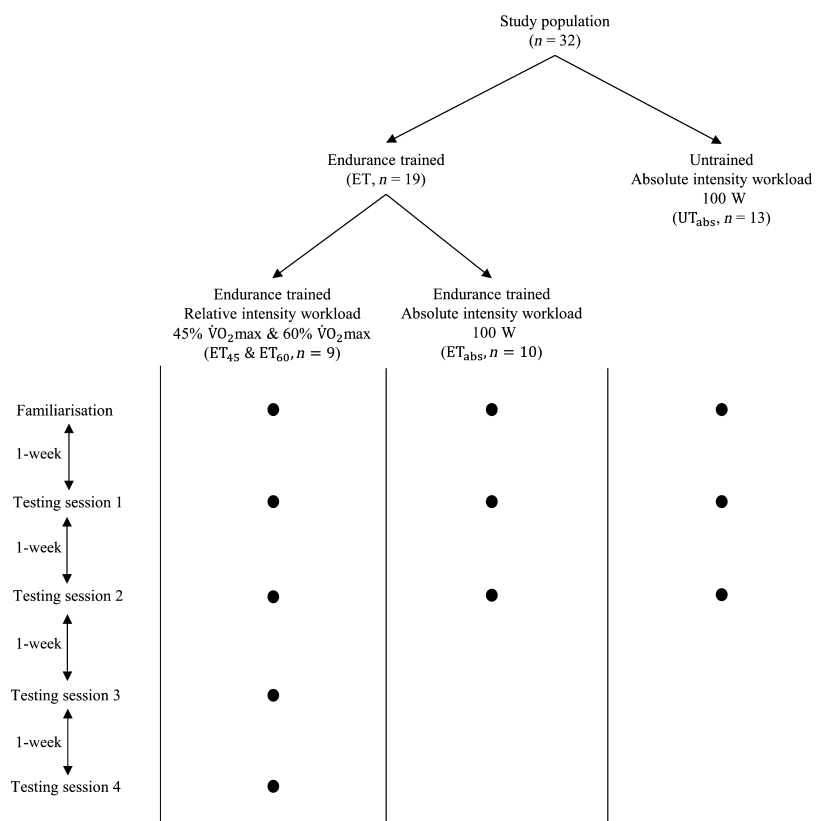 Study population
(n = 32)
Endurance trained
(ET, n = 19)
Untrained
Absolute intensity workload
100 W
(UTabs, n = 13)
Endurance trained
Relative intensity workload
45% V̇O₂max & 60% V̇O₂max
(ET₄₅ & ET₆₀, n = 9)
Endurance trained
Absolute intensity workload
100 W
(ETabs, n = 10)
Familiarisation
1-week
Testing session 1
1-week
Testing session 2
1-week
Testing session 3
1-week
Testing session 4